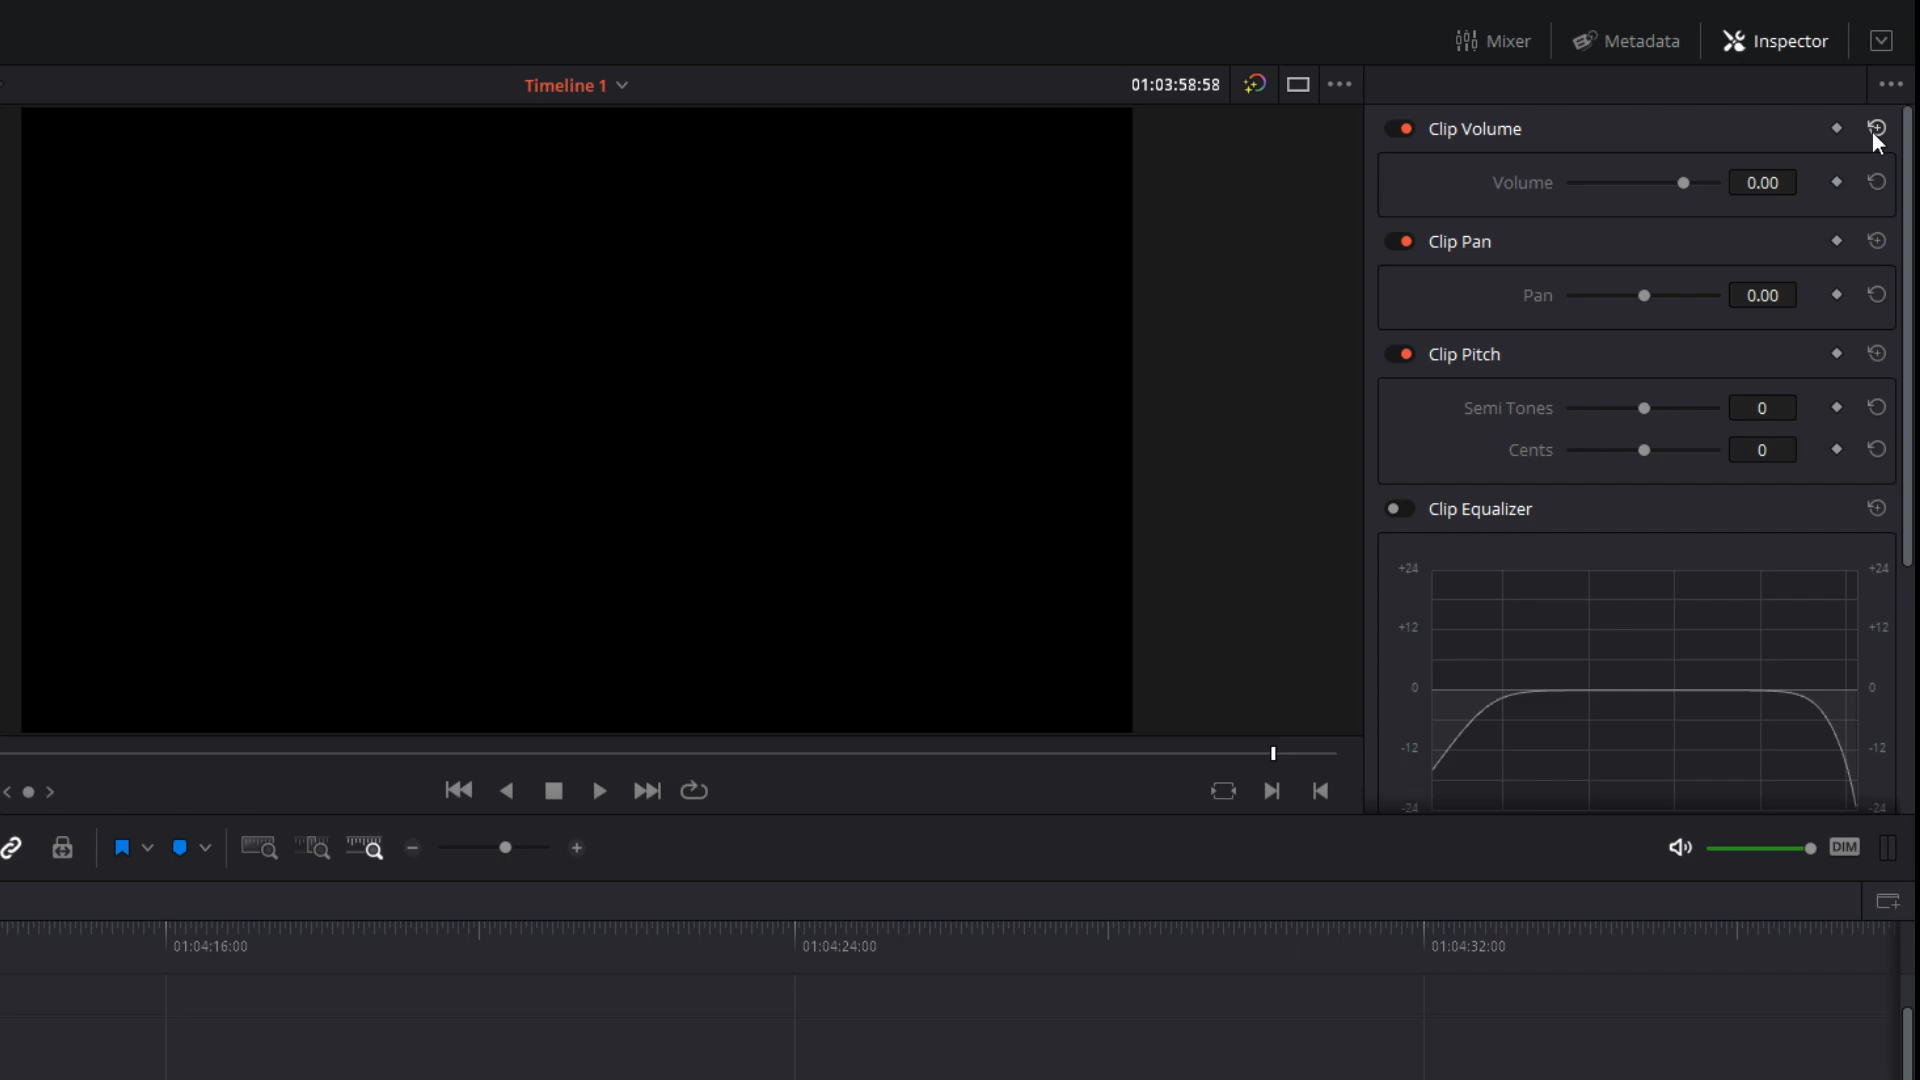 Mixer
Metadata
Inspector
Timeline 1
01:03:58:58
Clip Volume
Volume
0.00
Clip Pan
Pan
0.00
Clip Pitch
Semi Tones
0
Cents
0
Clip Equalizer
+24
+24
+12
+12
0
0
-12
-12
-24
-24
DIM
01:04:16:00
01:04:24:00
01:04:32:00